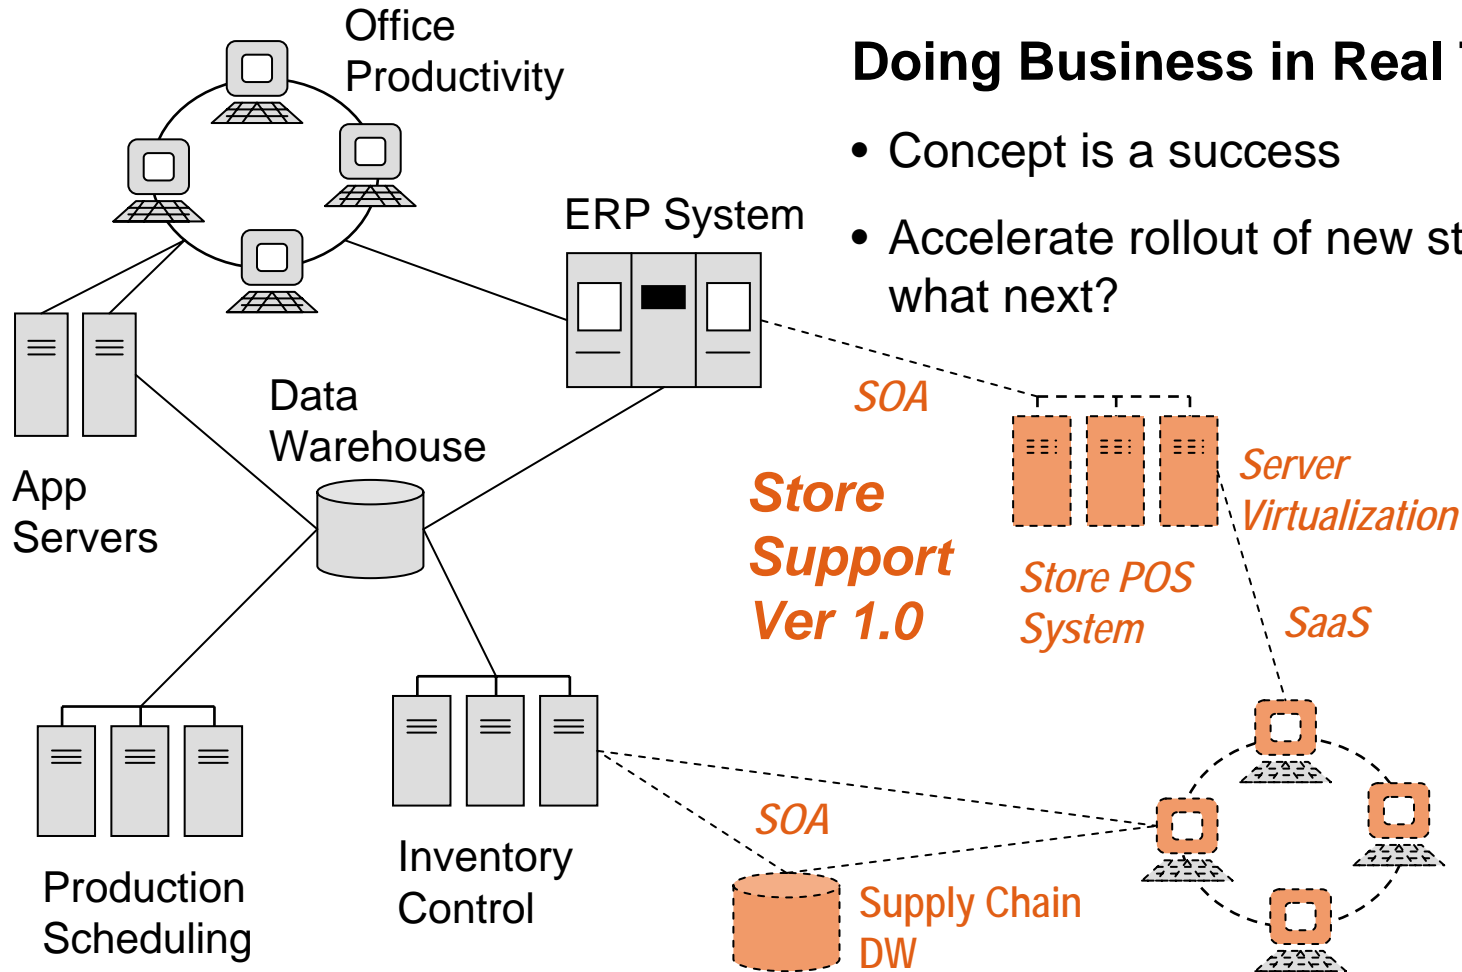 Office
Productivity
Doing Business in Real
• Concept is a success
ERP System
• Accelerate rollout of new
what next?
Data
Warehouse
SOA
App
Servers
Store
Support
Ver 1.0
Server
Virtualization
Store POS
System
SaaS
SOA
Inventory
Control
Production
Scheduling
Supply Chain
DW